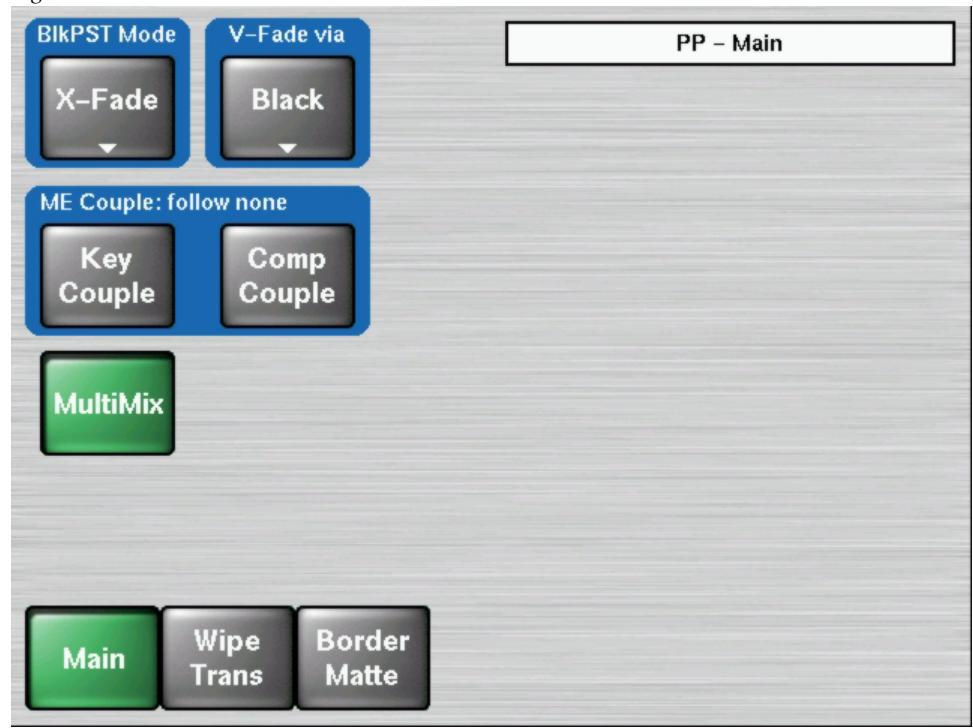 BlkPST Mode
V-Fade via
PP - Main
X-Fade
Black
ME Couple: follow none
Key
Couple
Comp
Couple
MultiMix
Main
Wipe
Trans
Border
Matte